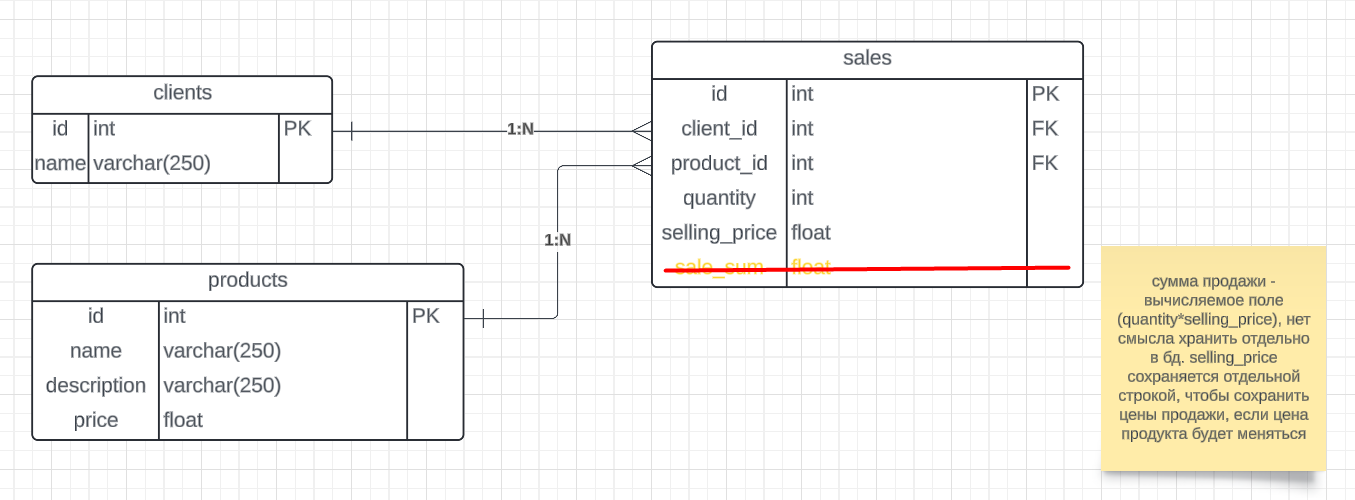 clients
id int PK
name varchar(250)
1:N
sales
id int PK
client_id int FK
product_id int FK
quantity int
selling_price float
sale_sum float
1:N
products
id int PK
name varchar(250)
description varchar(250)
price float
сумма продажи -
вычисляемое поле
(quantity*selling_price), нет
смысла хранить отдельно
в бд. selling_price
сохраняется отдельной
строкой, чтобы сохранить
цены продажи, если цена
продукта будет меняться